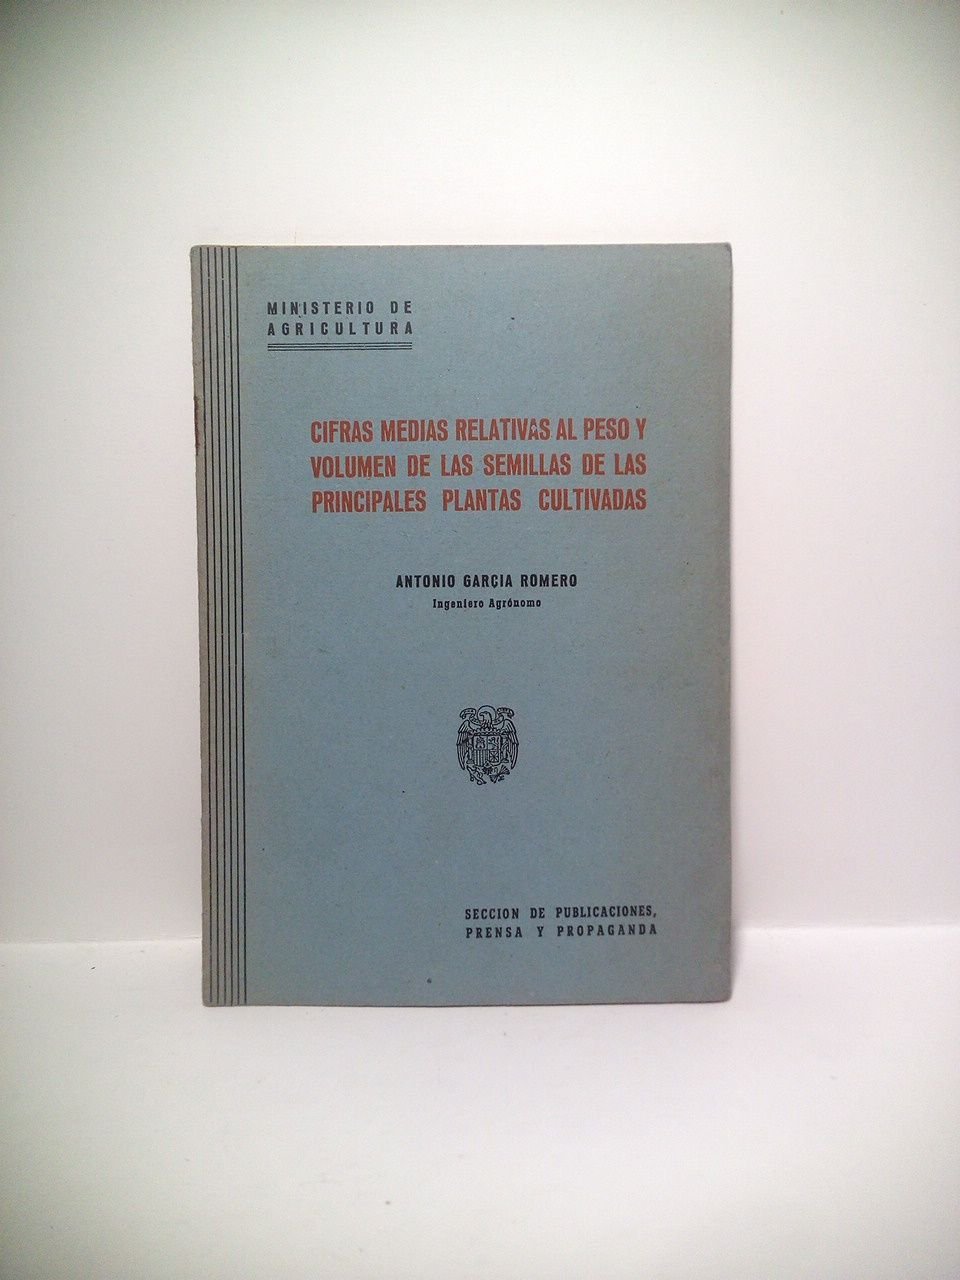 MINISTERIO DE
AGRICULTURA
CIFRAS MEDIAS RELATIVAS AL PESO Y
VOLUMEN DE LAS SEMILLAS DE LAS
PRINCIPALES PLANTAS CULTIVADAS
ANTONIO GARCIA ROMERO
Ingeniero Agrónomo
SECCION DE PUBLICACIONES,
PRENSA Y PROPAGANDA